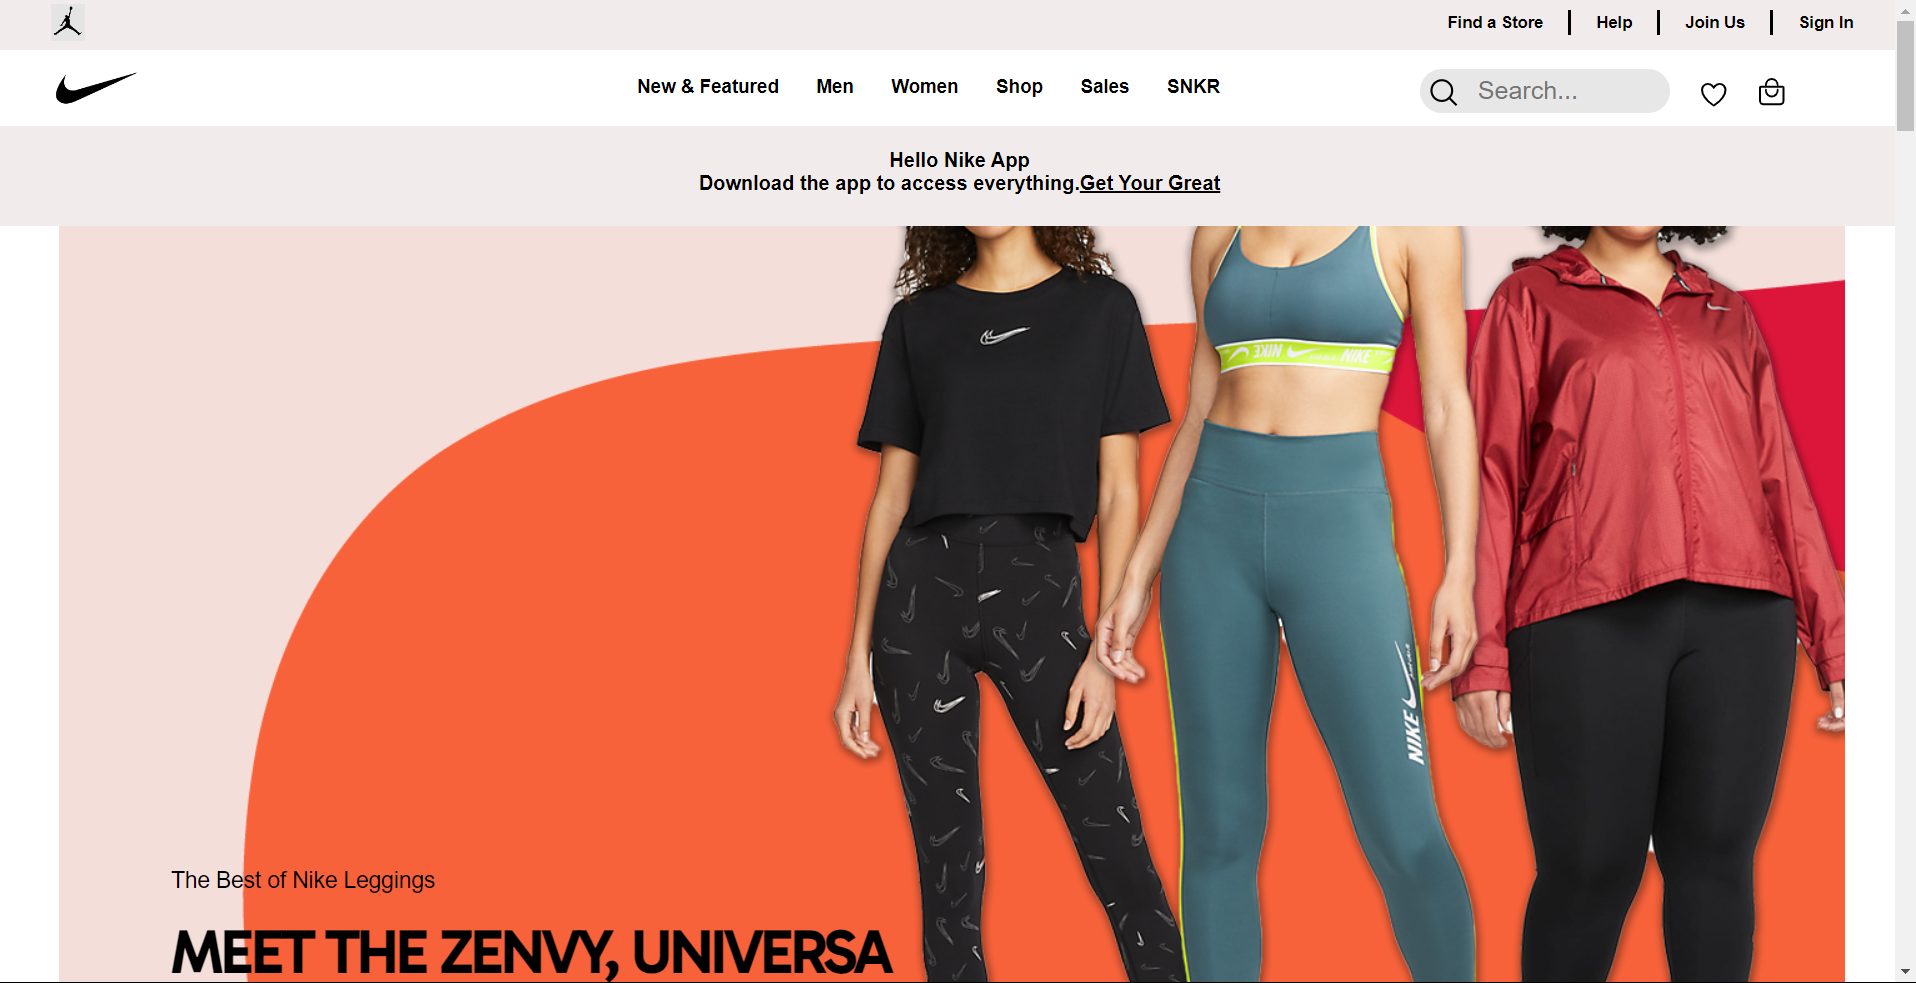 Find a Store
Help
Join Us
Sign In
New & Featured
Men
Women
Shop
Sales
SNKR
Search...
Hello Nike App
Download the app to access everything.Get Your Great
NIKE
NIKE
NIKE
The Best of Nike Leggings
MEET THE ZENVY, UNIVERSA